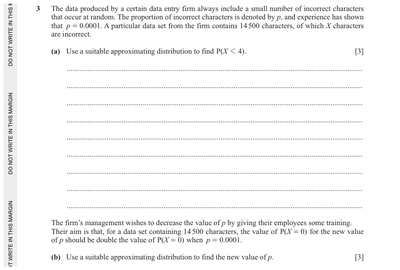 DO NOT WRITE IN THIS M
3 The data produced by a certain data entry firm always include a small number of incorrect characters
that occur at random. The proportion of incorrect characters is denoted by p, and experience has shown
that p = 0.0001. A particular data set from the firm contains 14 500 characters, of which X characters
are incorrect.
(a) Use a suitable approximating distribution to find P(X < 4). [3]
DO NOT WRITE IN THIS MARGIN
The firm's management wishes to decrease the value of p by giving their employees some training.
Their aim is that, for a data set containing 14 500 characters, the value of P(X = 0) for the new value
of p should be double the value of P(X = 0) when p = 0.0001.
(b) Use a suitable approximating distribution to find the new value of p. [3]
T WRITE IN THIS MARGIN